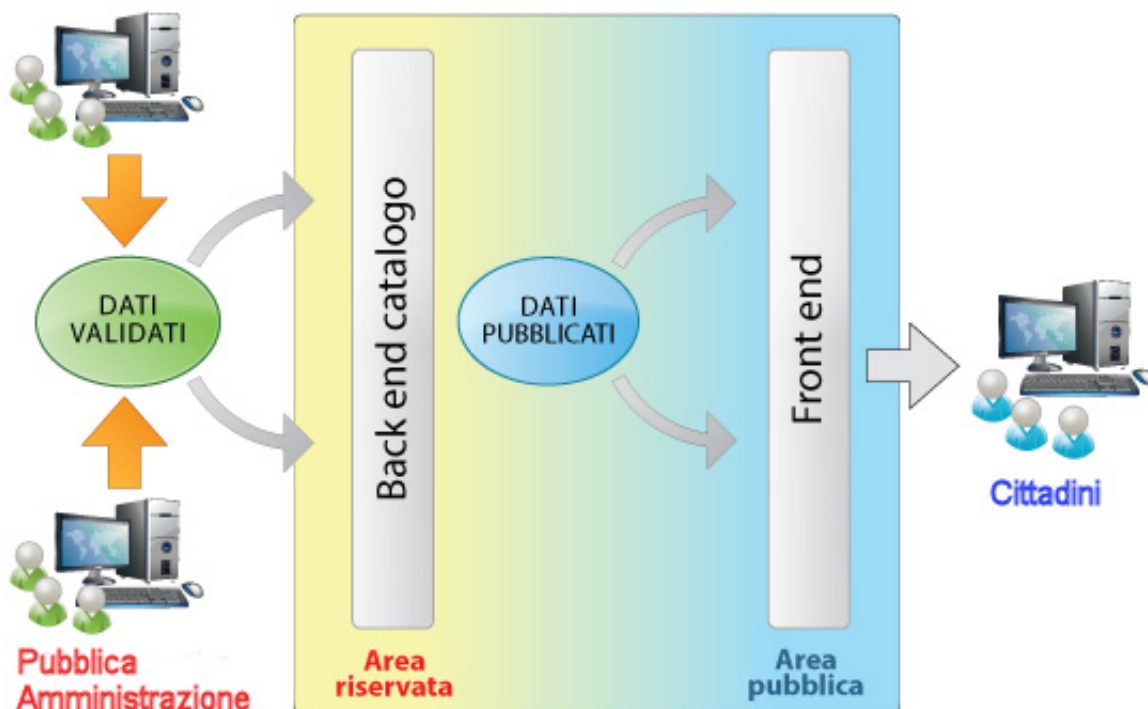 DATI
VALIDATI
Back end catalogo
DATI
PUBBLICATI
Front end
Cittadini
Pubblica
Amministrazione
Area
riservata
Area
pubblica